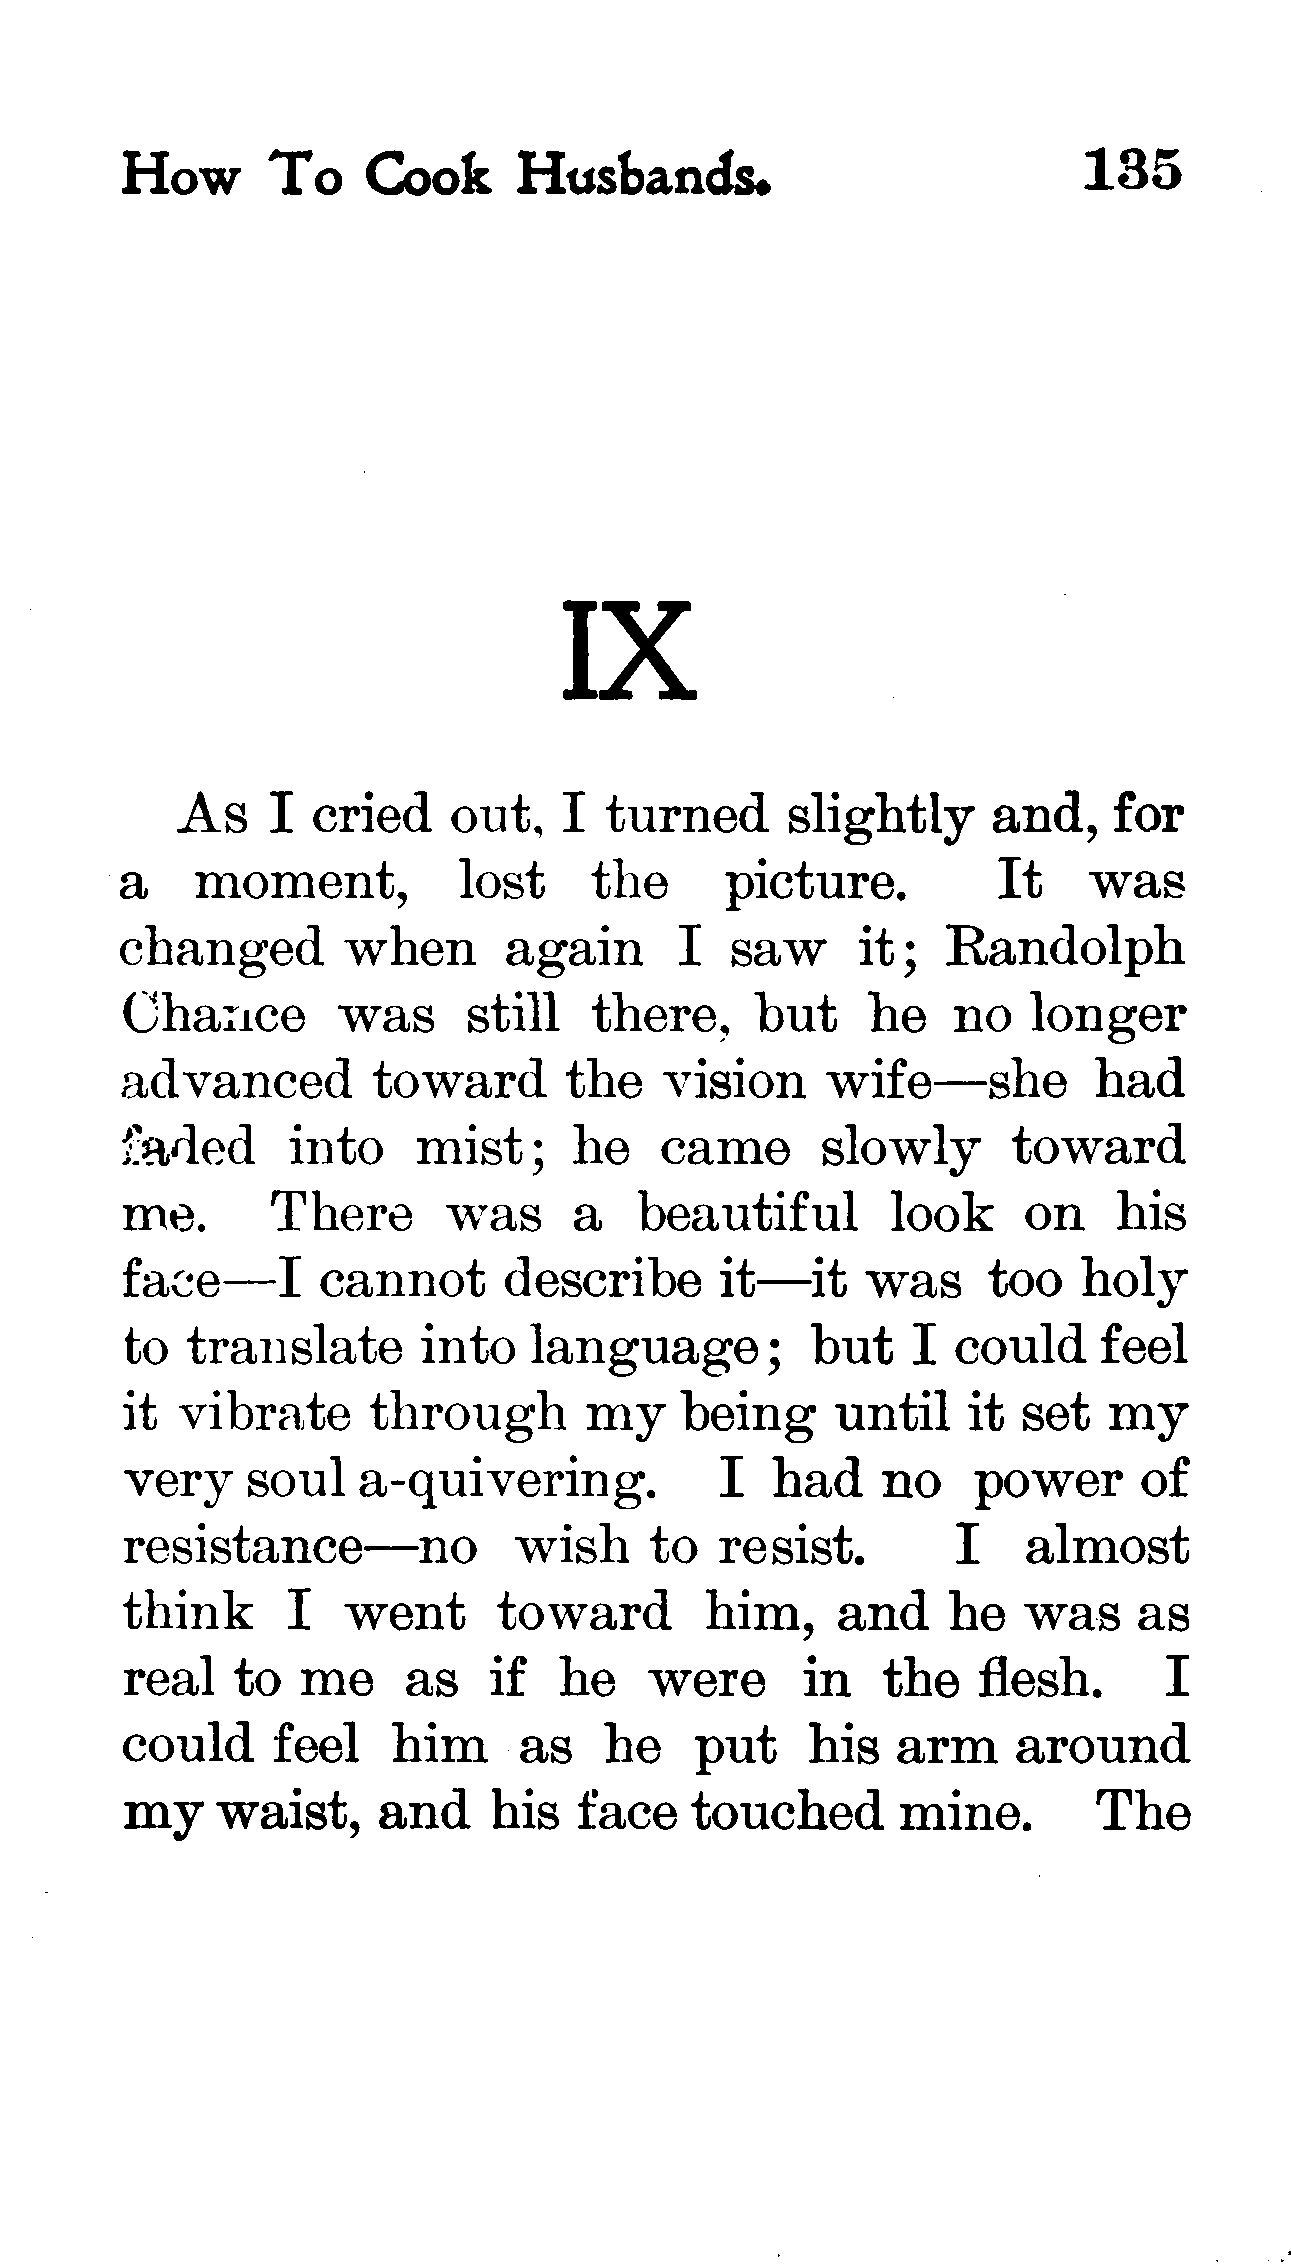 How To Cook Husbands. 135
IX
As I cried out, I turned slightly and, for
a moment, lost the picture. It was
changed when again I saw it; Randolph
Chance was still there, but he no longer
advanced toward the vision wife—she had
faded into mist; he came slowly toward
me. There was a beautiful look on his
face—I cannot describe it—it was too holy
to translate into language; but I could feel
it vibrate through my being until it set my
very soul a-quivering. I had no power of
resistance—no wish to resist. I almost
think I went toward him, and he was as
real to me as if he were in the flesh. I
could feel him as he put his arm around
my waist, and his face touched mine. The